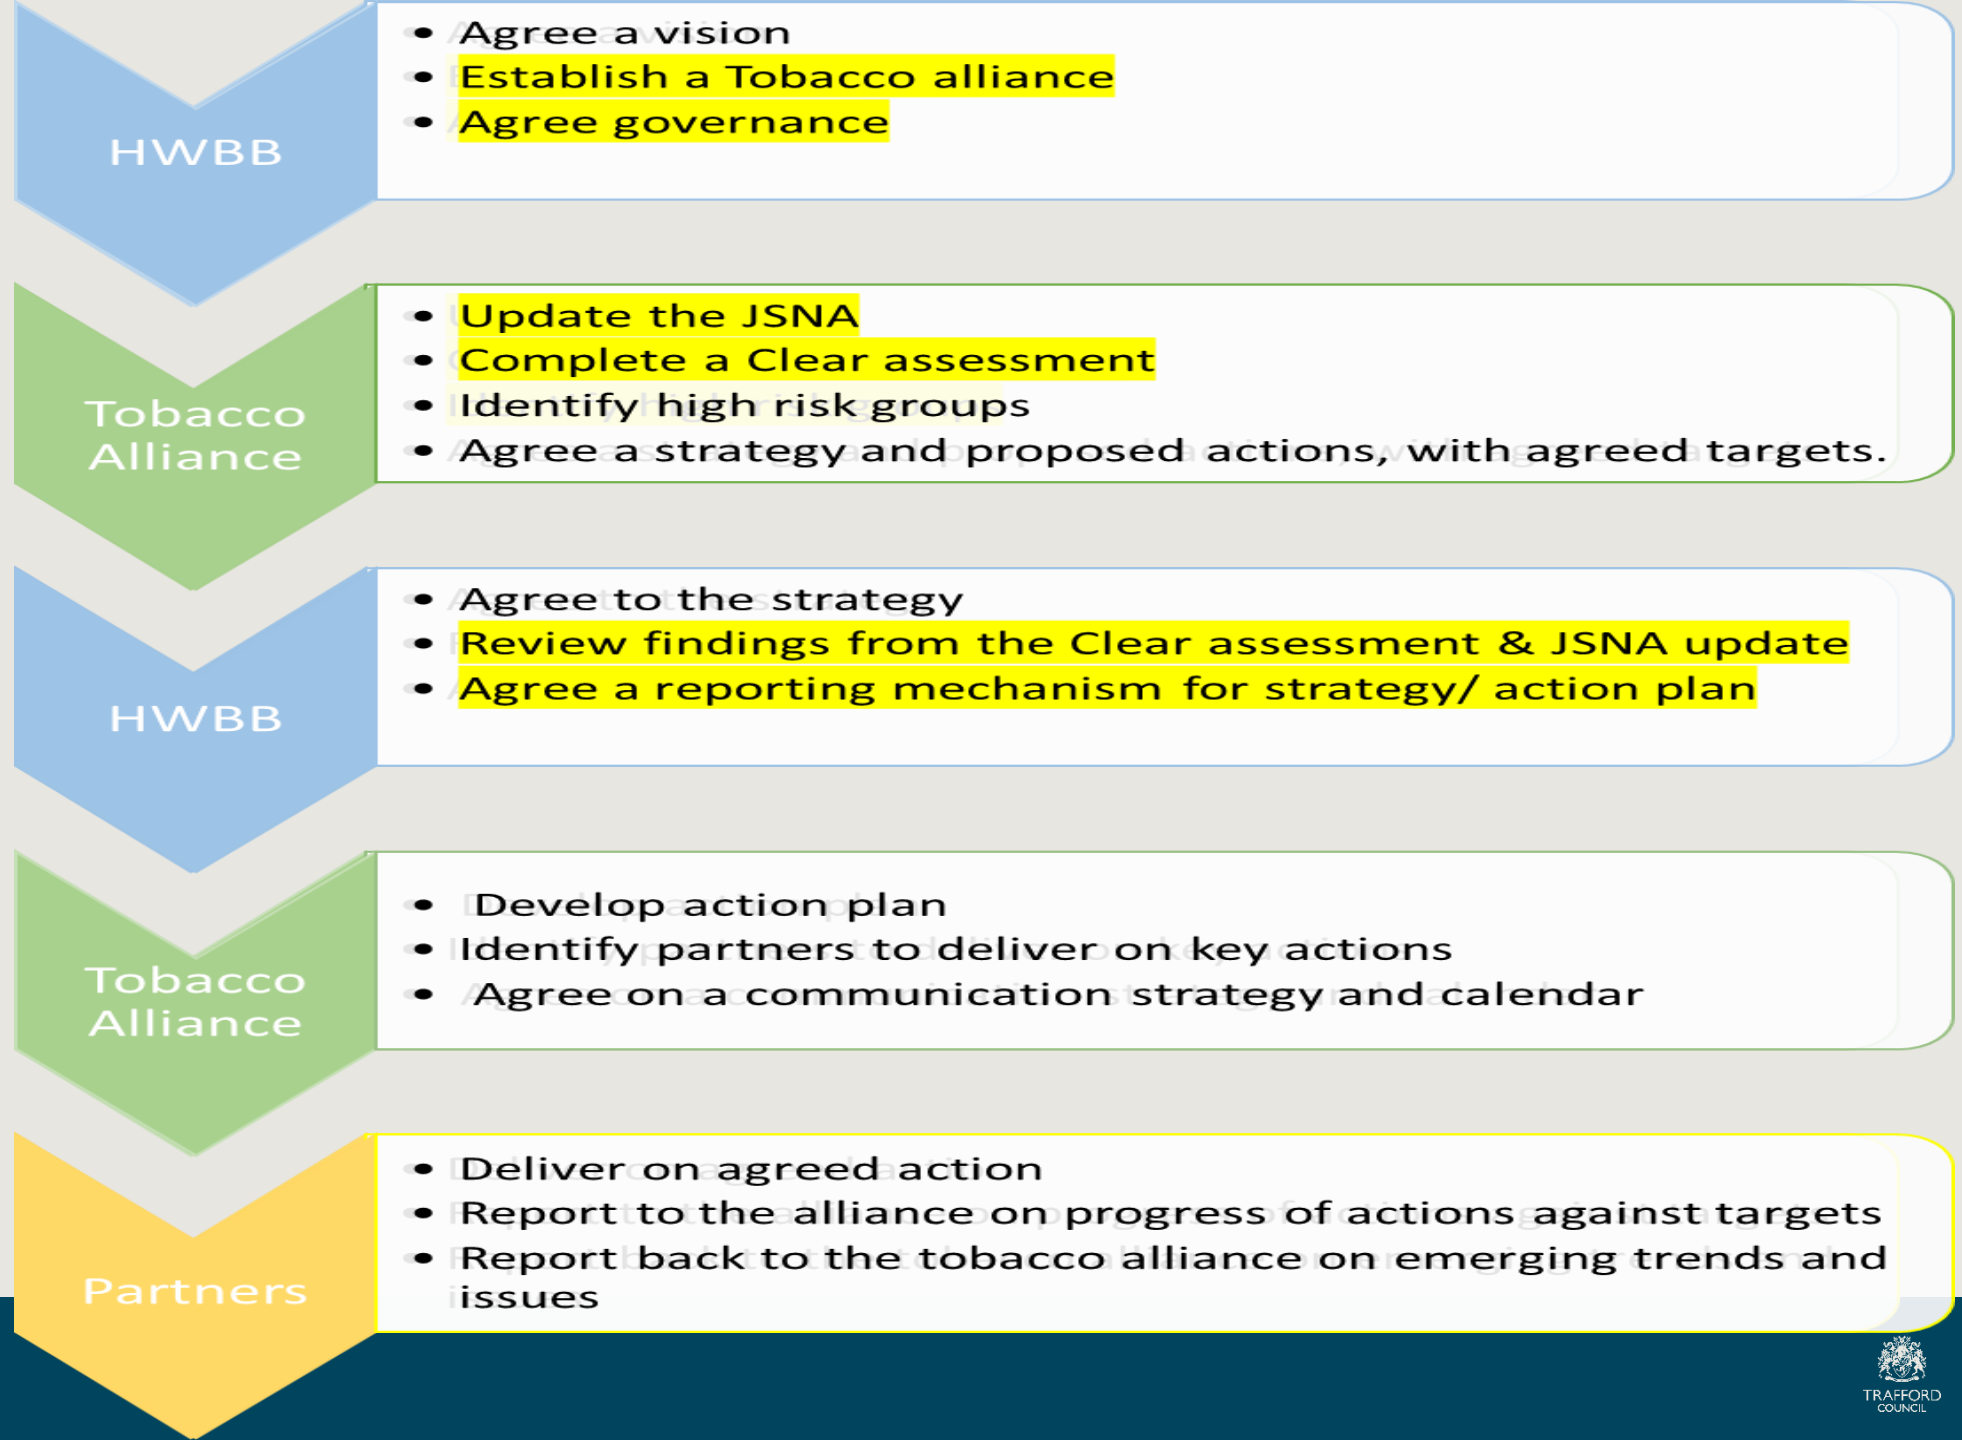 HWBB
• Agree a vision
• Establish a Tobacco alliance
• Agree governance
Tobacco
Alliance
• Update the JSNA
• Complete a Clear assessment
• Identify high risk groups
• Agree a strategy and proposed actions, with agreed targets.
HWBB
• Agree to the strategy
• Review findings from the Clear assessment & JSNA update
• Agree a reporting mechanism for strategy/ action plan
Tobacco
Alliance
• Develop action plan
• Identify partners to deliver on key actions
• Agree on a communication strategy and calendar
Partners
• Deliver on agreed action
• Report to the alliance on progress of actions against targets
• Report back to the tobacco alliance on emerging trends and
issues
TRAFFORD
COUNCIL